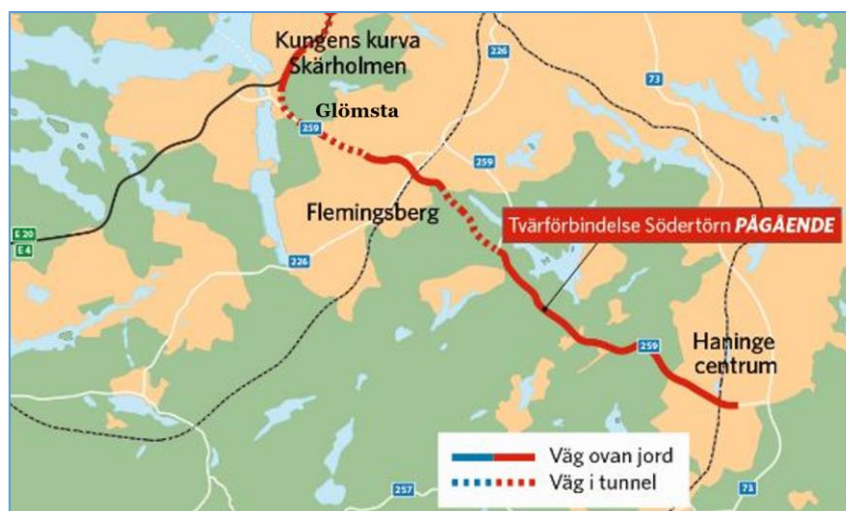 Kungens kurva
Skärholmen
226
73
Glömsta
259
259
Flemingsberg
Tvärförbindelse Södertörn PÅGÅENDE
E 20
E 4
226
259
Haninge
centrum
Väg ovan jord
Väg i tunnel
257
73